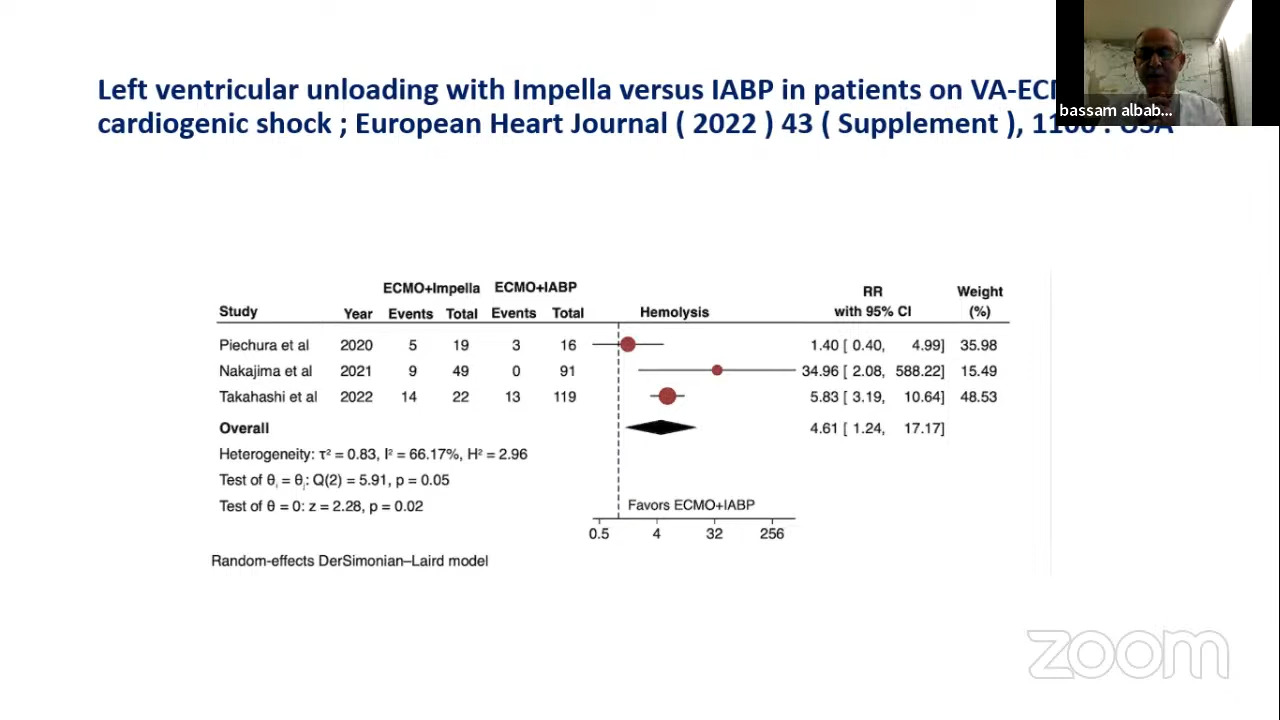 Left ventricular unloading with Impella versus IABP in patients on VA-
cardiogenic shock ; European Heart Journal ( 2022 ) 43 ( Supplement ),
bassam albab...
ECMO+Impella ECMO+IABP RR Weight
Study Year Events Total Events Total Hemolysis with 95% CI (%)
Piechura et al 2020 5 19 3 16 1.40 [ 0.40, 4.99] 35.98
Nakajima et al 2021 9 49 0 91 34.96 [ 2.08, 588.22] 15.49
Takahashi et al 2022 14 22 13 119 5.83 [ 3.19, 10.64] 48.53
Overall 4.61 [ 1.24, 17.17]
Heterogeneity: τ² = 0.83, I² = 66.17%, H² = 2.96
Test of θᵢ = θⱼ: Q(2) = 5.91, p = 0.05
Test of θ = 0: z = 2.28, p = 0.02
Favors ECMO+IABP
0.5 4 32 256
Random-effects DerSimonian–Laird model
zoom